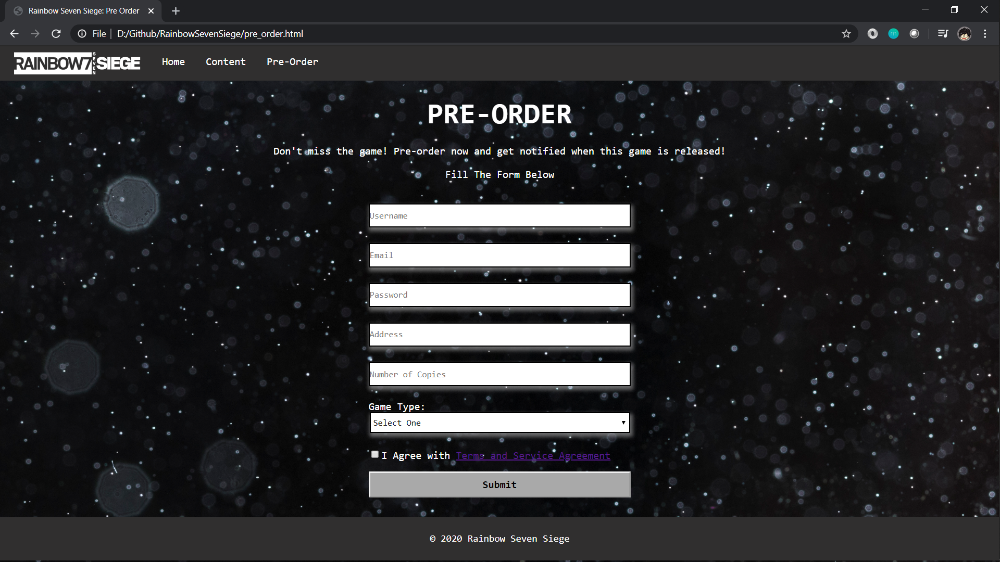 Rainbow Seven Siege: Pre Order
File | D:/Github/RainbowSevenSiege/pre_order.html
RAINBOW7 SEVEN SIEGE
Home Content Pre-Order
PRE-ORDER
Don't miss the game! Pre-order now and get notified when this game is released!
Fill The Form Below
Username
Email
Password
Address
Number of Copies
Game Type:
Select One
I Agree with Terms and Service Agreement
Submit
© 2020 Rainbow Seven Siege